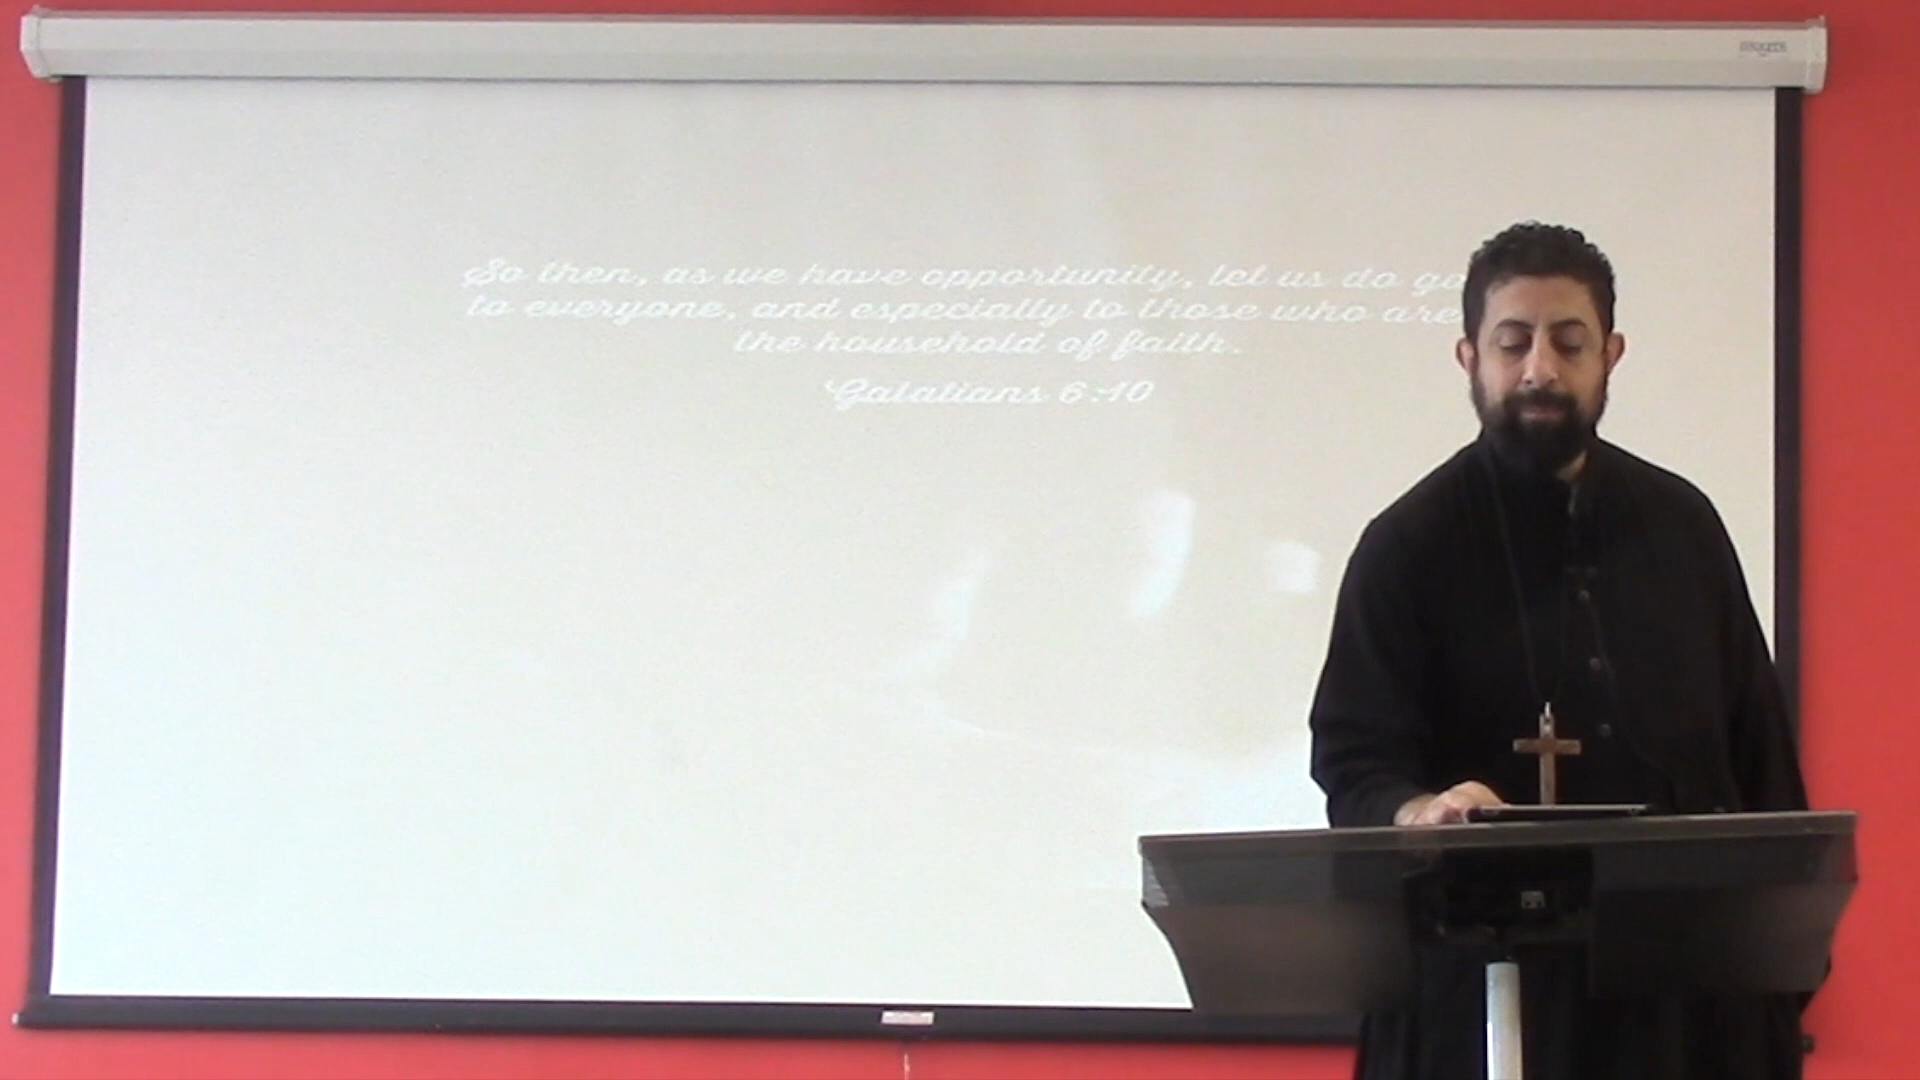 So then, as we have opportunity, let us do go
to everyone, and especially to those who are
the household of faith.
Galatians 6:10